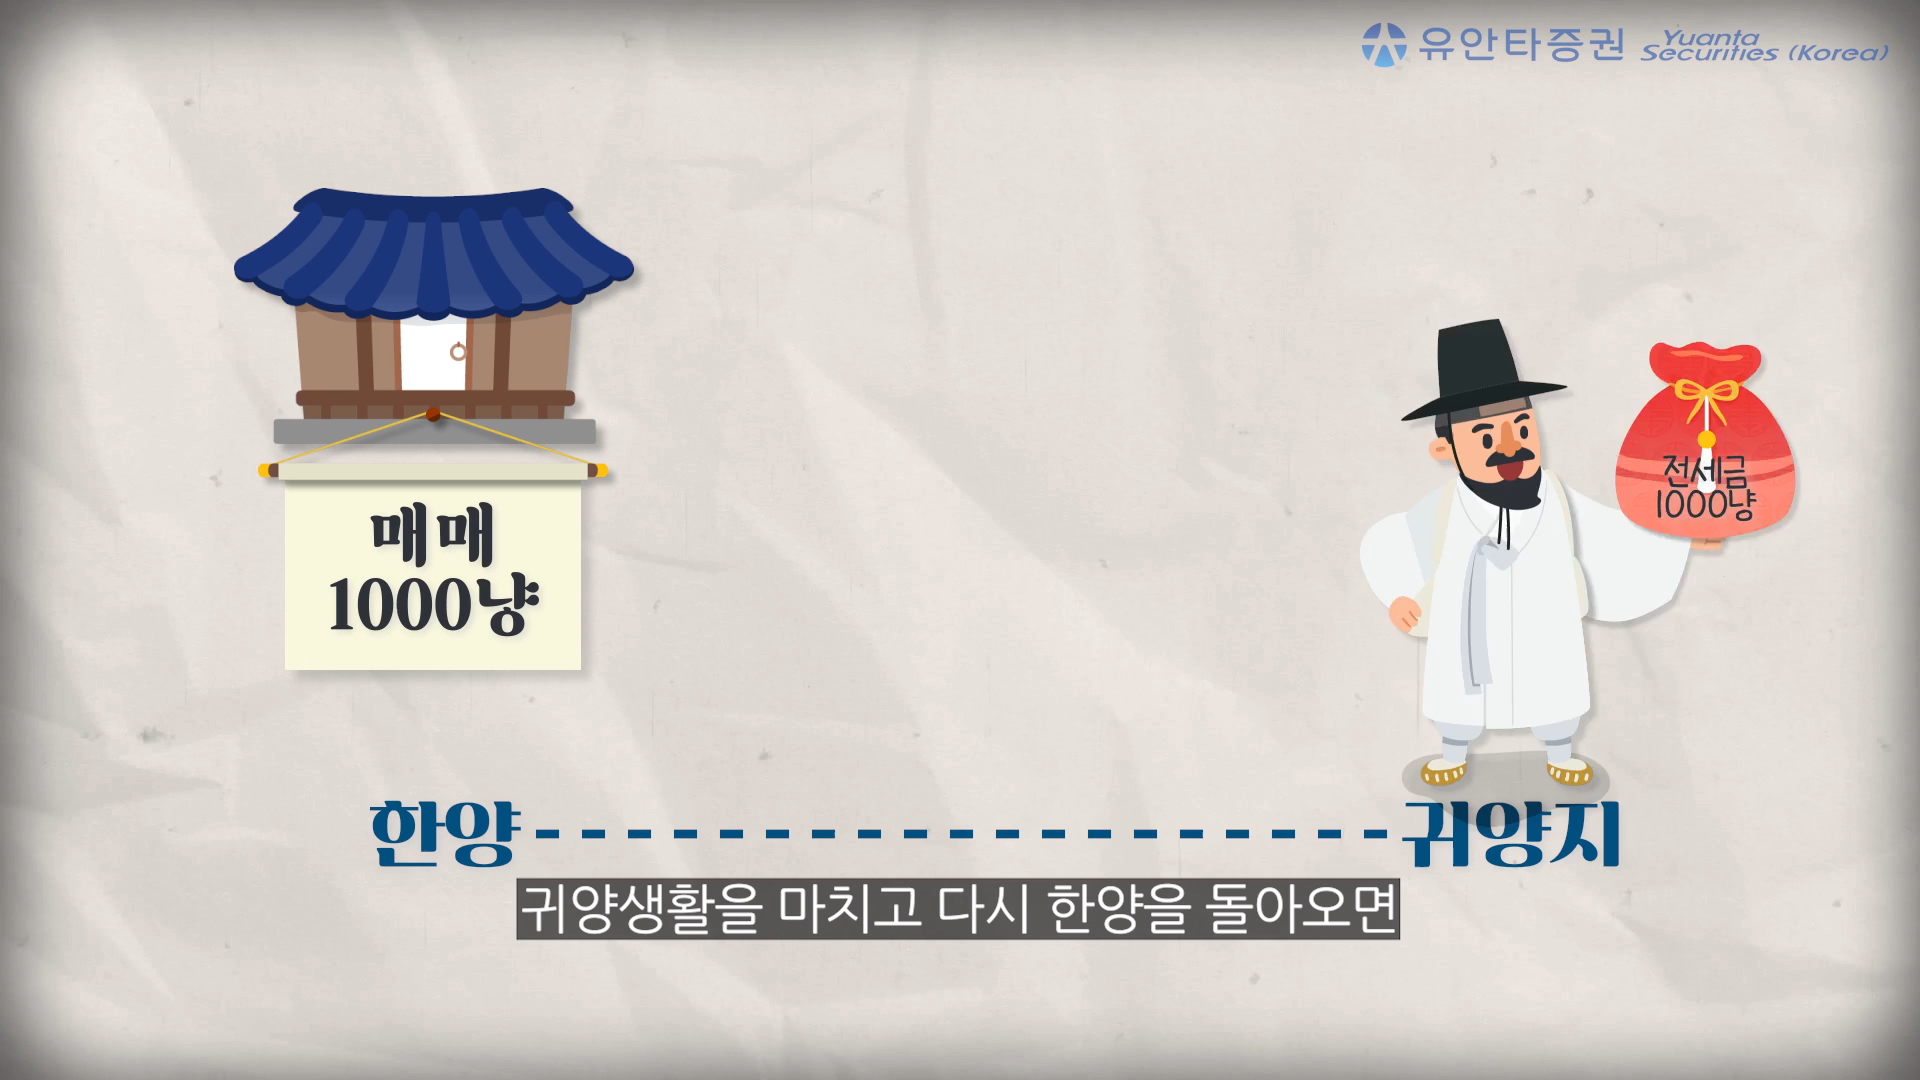 유안타증권 Yuanta Securities (Korea)
전세금
1000냥
매매
1000냥
한양
귀양지
귀양생활을 마치고 다시 한양을 돌아오면